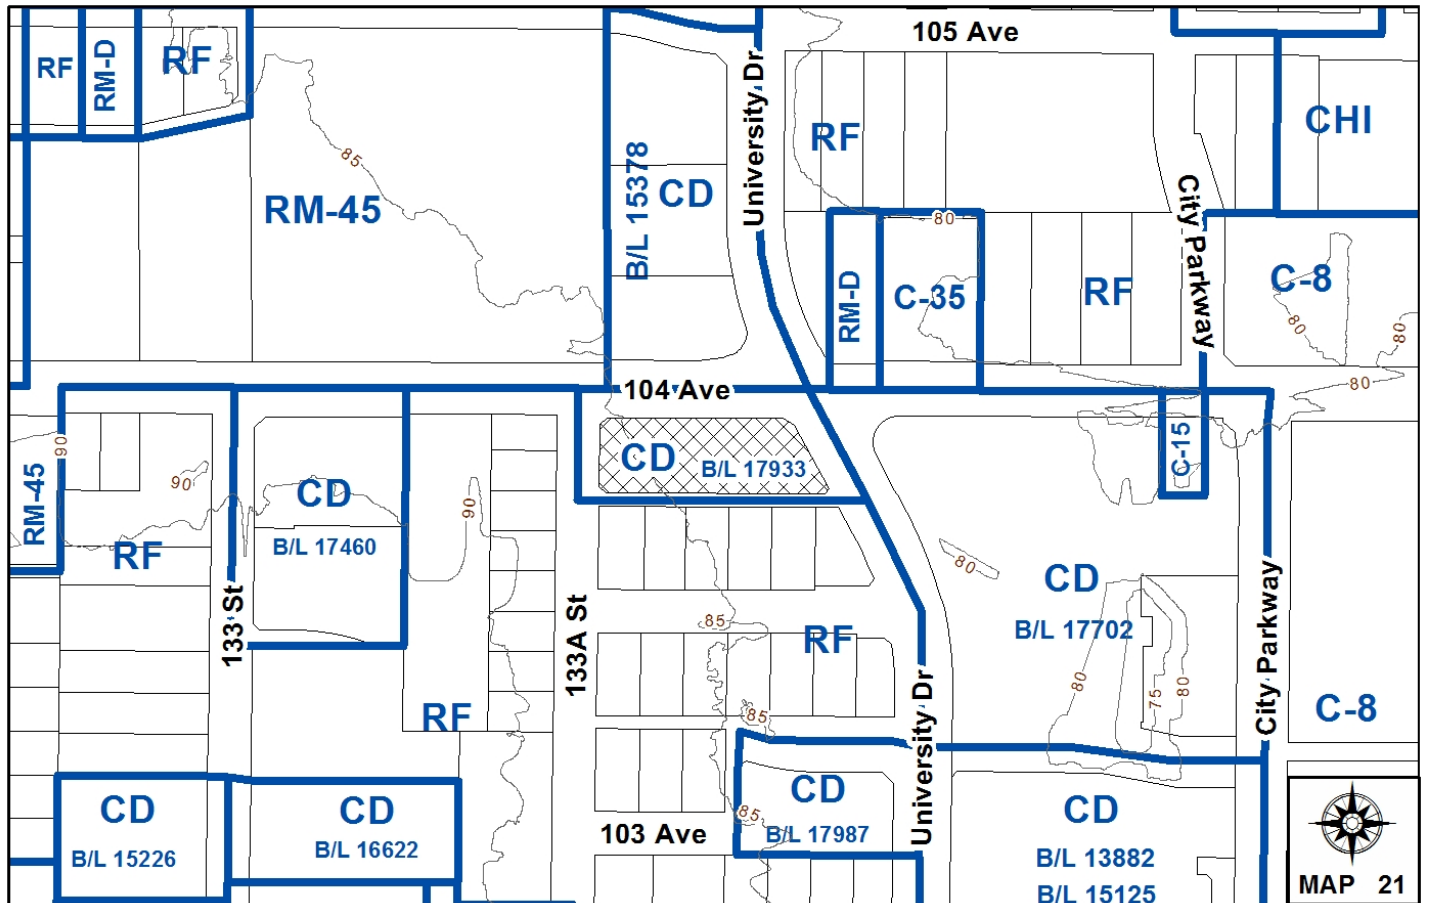 105 Ave
RF
RM-D
RF
University Dr
RF
CHI
85
B/L 15378
CD
RM-45
City Parkway
80
RM-D
C-35
RF
C-8
80
80
80
104 Ave
90
RM-45
90
RF
CD
B/L 17460
90
CD
B/L 17933
C-15
80
CD
B/L 17702
133 St
133A St
85
RF
80
75
80
City Parkway
C-8
RF
85
University Dr
CD
B/L 15226
CD
B/L 16622
103 Ave
CD
85
B/L 17987
CD
B/L 13882
B/L 15125
MAP 21